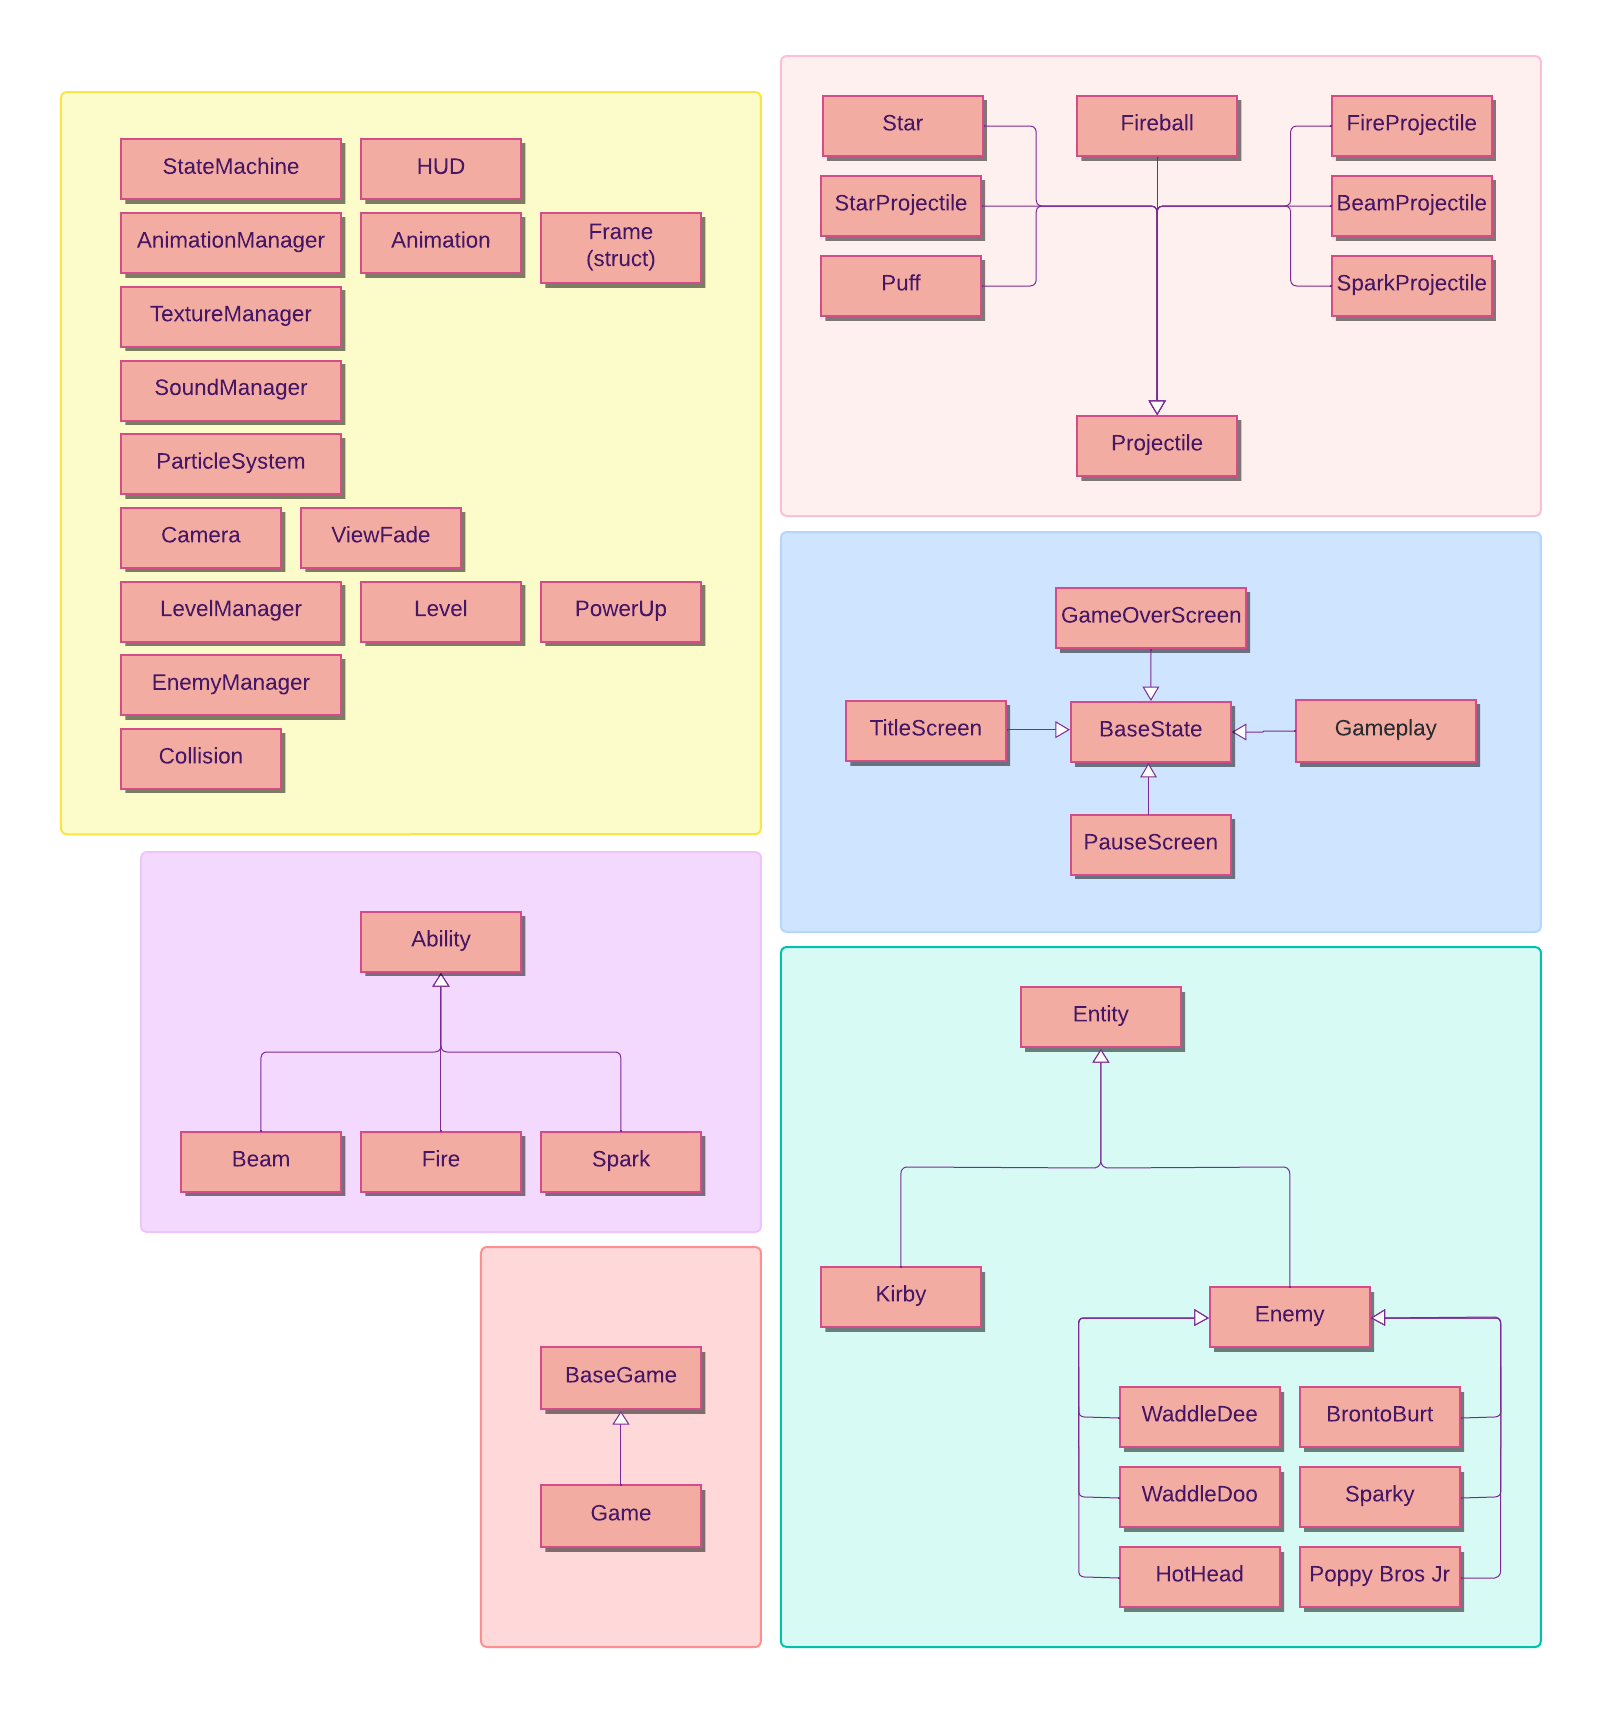 StateMachine
HUD
AnimationManager
Animation
Frame
(struct)
TextureManager
SoundManager
ParticleSystem
Camera
ViewFade
LevelManager
Level
PowerUp
EnemyManager
Collision
Star
Fireball
FireProjectile
StarProjectile
BeamProjectile
Puff
SparkProjectile
Projectile
GameOverScreen
TitleScreen
BaseState
Gameplay
PauseScreen
Ability
Beam
Fire
Spark
Entity
Kirby
Enemy
WaddleDee
BrontoBurt
WaddleDoo
Sparky
HotHead
Poppy Bros Jr
BaseGame
Game